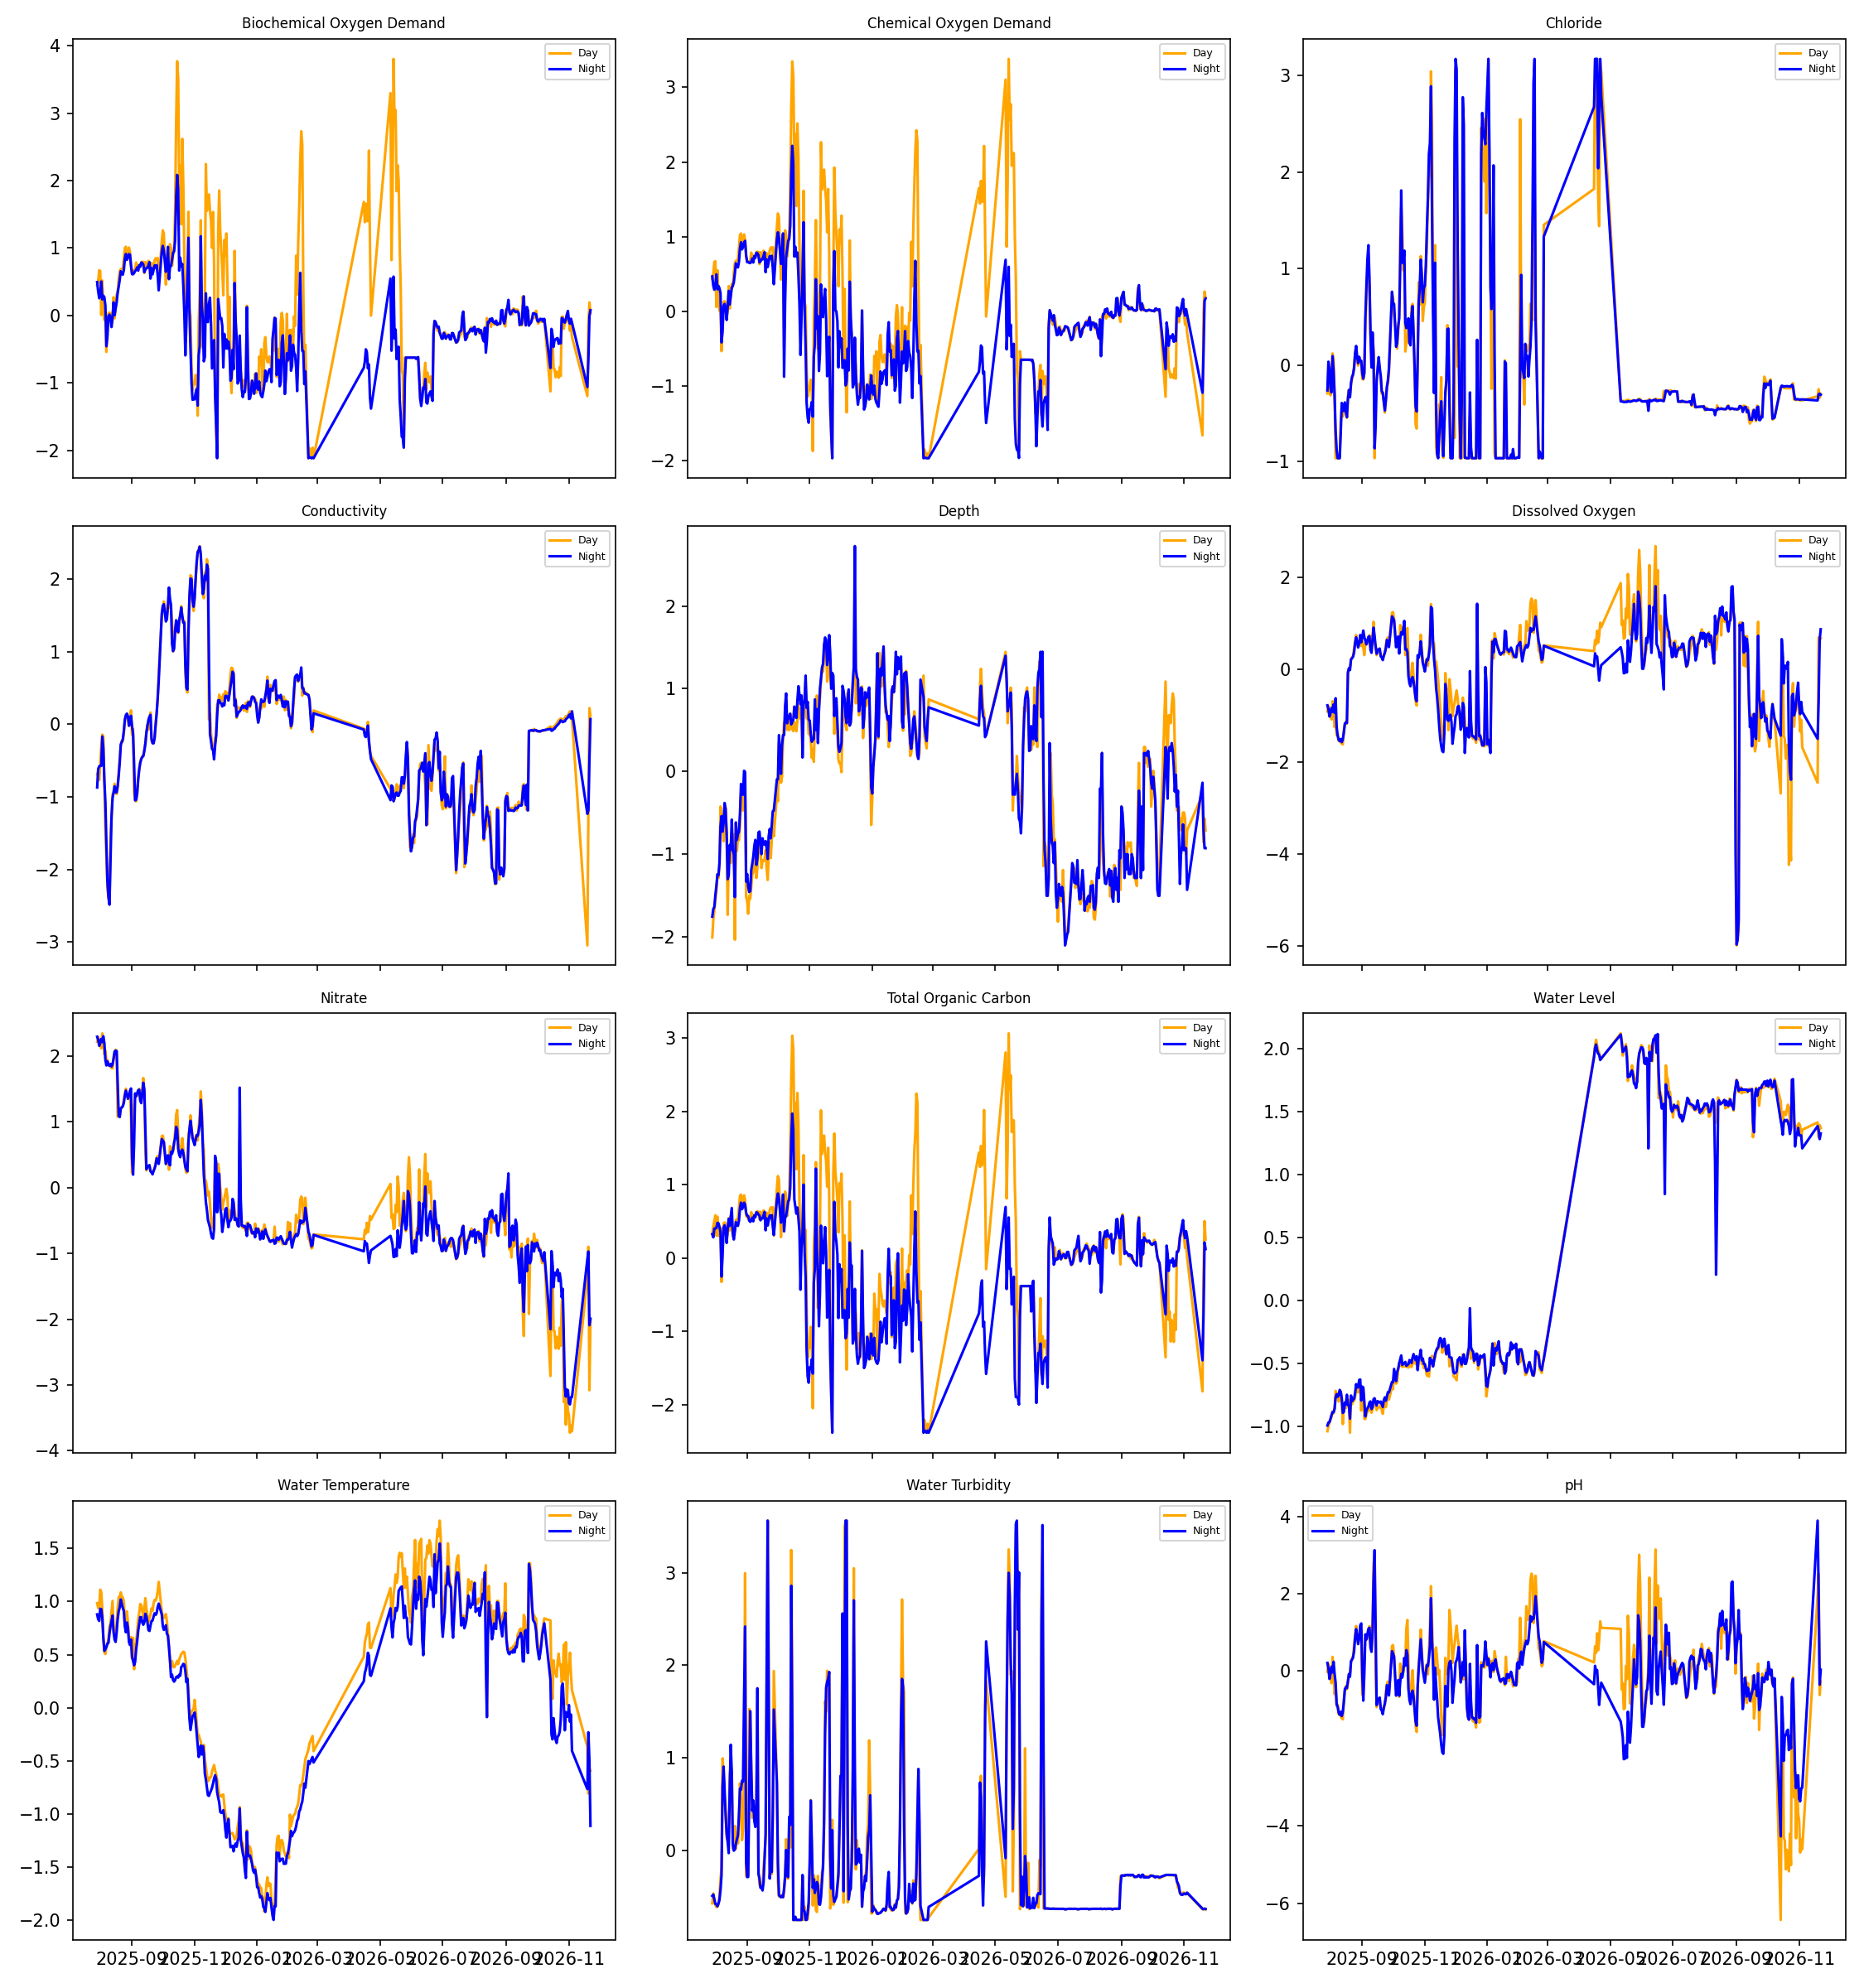 Biochemical Oxygen Demand
4
3
2
1
0
−1
−2
Day
Night
Chemical Oxygen Demand
3
2
1
0
−1
−2
Day
Night
Chloride
3
2
1
0
−1
Day
Night
Conductivity
2
1
0
−1
−2
−3
Day
Night
Depth
2
1
0
−1
−2
Day
Night
Dissolved Oxygen
2
0
−2
−4
−6
Day
Night
Nitrate
2
1
0
−1
−2
−3
−4
Day
Night
Total Organic Carbon
3
2
1
0
−1
−2
Day
Night
Water Level
2.0
1.5
1.0
0.5
0.0
−0.5
−1.0
Day
Night
Water Temperature
1.5
1.0
0.5
0.0
−0.5
−1.0
−1.5
−2.0
Day
Night
2025-09 2025-11 2026-01 2026-03 2026-05 2026-07 2026-09 2026-11
Water Turbidity
3
2
1
0
Day
Night
2025-09 2025-11 2026-01 2026-03 2026-05 2026-07 2026-09 2026-11
pH
4
2
0
−2
−4
−6
Day
Night
2025-09 2025-11 2026-01 2026-03 2026-05 2026-07 2026-09 2026-11